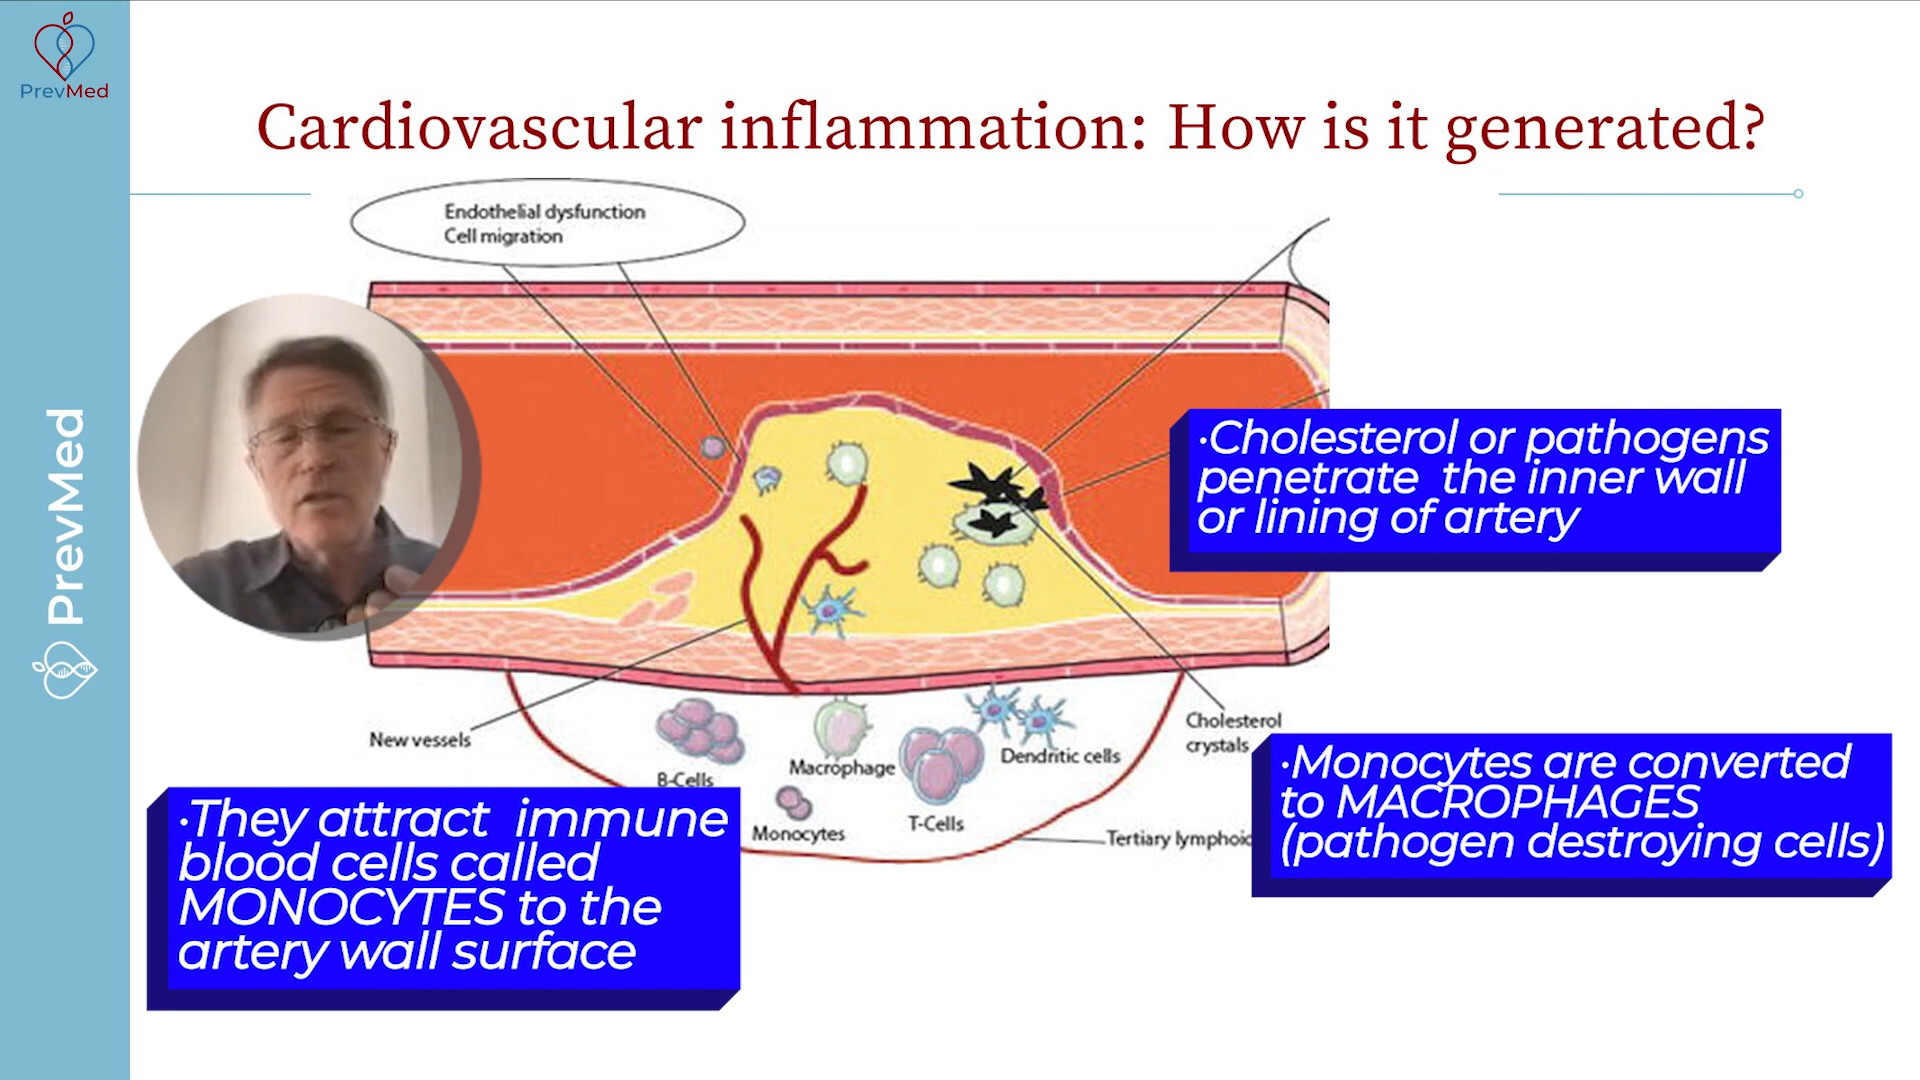 PrevMed
PrevMed
Cardiovascular inflammation: How is it generated?
Endothelial dysfunction
Cell migration
·Cholesterol or pathogens
penetrate the inner wall
or lining of artery
New vessels
B-Cells
Macrophage
Monocytes
T-Cells
Dendritic cells
Cholesterol
crystals
Tertiary lymphoid
·They attract immune
blood cells called
MONOCYTES to the
artery wall surface
·Monocytes are converted
to MACROPHAGES
(pathogen destroying cells)